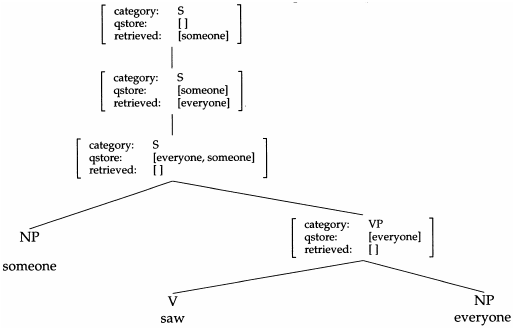 category: S
qstore: [ ]
retrieved: [someone]
category: S
qstore: [someone]
retrieved: [everyone]
category: S
qstore: [everyone, someone]
retrieved: [ ]
NP
someone
category: VP
qstore: [everyone]
retrieved: [ ]
V
saw
NP
everyone